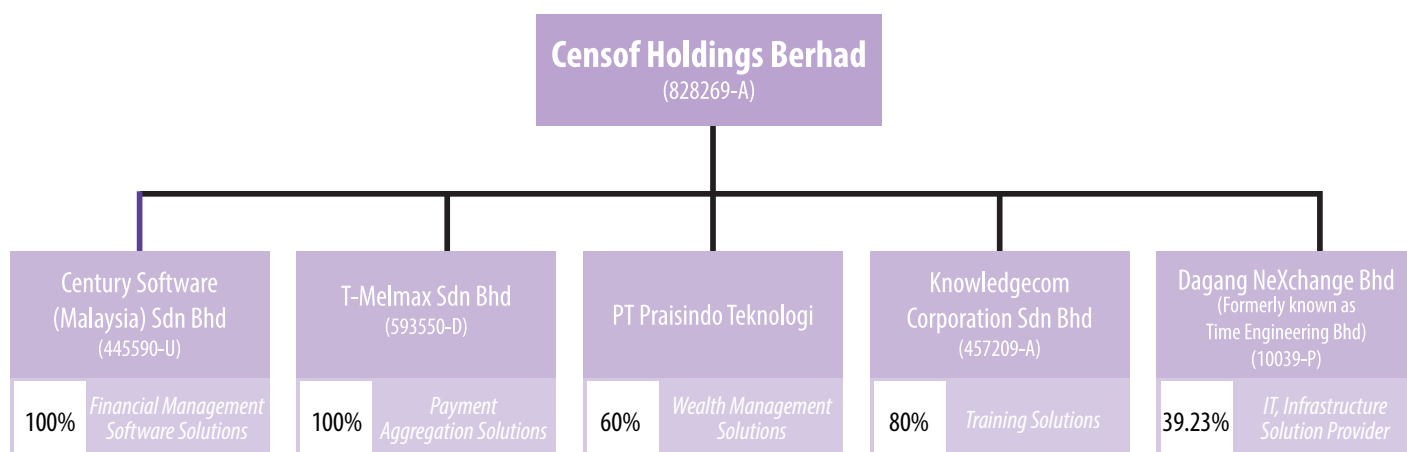 Censof Holdings Berhad
(828269-A)
Century Software
(Malaysia) Sdn Bhd
(445590-U)
100%
Financial Management
Software Solutions
T-Melmax Sdn Bhd
(593550-D)
100%
Payment
Aggregation Solutions
PT Praisindo Teknologi
60%
Wealth Management
Solutions
Knowledgecom
Corporation Sdn Bhd
(457209-A)
80%
Training Solutions
Dagang NeXchange Bhd
(Formerly known as
Time Engineering Bhd)
(10039-P)
39.23%
IT, Infrastructure
Solution Provider